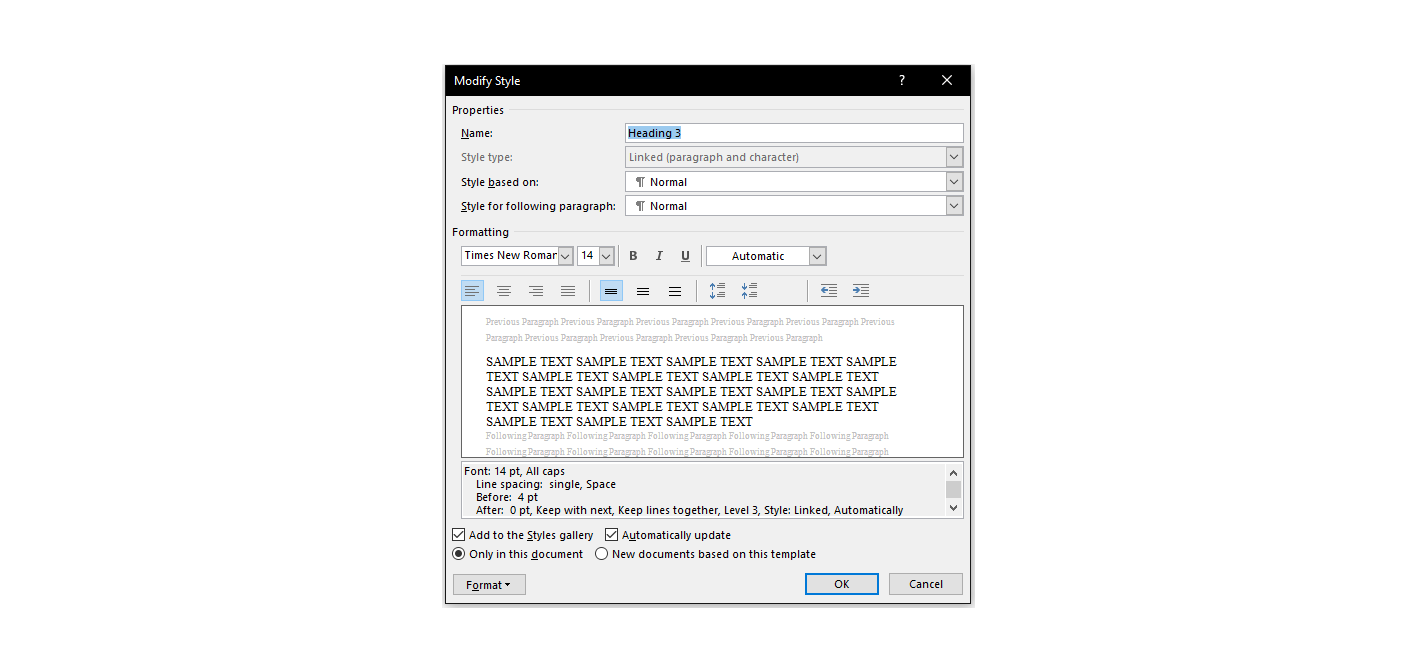 Modify Style ?
Properties
Name: Heading 3
Style type: Linked (paragraph and character)
Style based on: ¶ Normal
Style for following paragraph: ¶ Normal
Formatting
Times New Roman 14 B I U Automatic
Previous Paragraph Previous Paragraph Previous Paragraph Previous Paragraph Previous Paragraph Previous
Paragraph Previous Paragraph Previous Paragraph Previous Paragraph Previous Paragraph
SAMPLE TEXT SAMPLE TEXT SAMPLE TEXT SAMPLE TEXT SAMPLE
TEXT SAMPLE TEXT SAMPLE TEXT SAMPLE TEXT SAMPLE TEXT
SAMPLE TEXT SAMPLE TEXT SAMPLE TEXT SAMPLE TEXT SAMPLE
TEXT SAMPLE TEXT SAMPLE TEXT SAMPLE TEXT SAMPLE TEXT
SAMPLE TEXT SAMPLE TEXT SAMPLE TEXT
Following Paragraph Following Paragraph Following Paragraph Following Paragraph Following Paragraph
Following Paragraph Following Paragraph Following Paragraph Following Paragraph Following Paragraph
Font: 14 pt, All caps
Line spacing: single, Space
Before: 4 pt
After: 0 pt, Keep with next, Keep lines together, Level 3, Style: Linked, Automatically
Add to the Styles gallery Automatically update
Only in this document New documents based on this template
Format OK Cancel